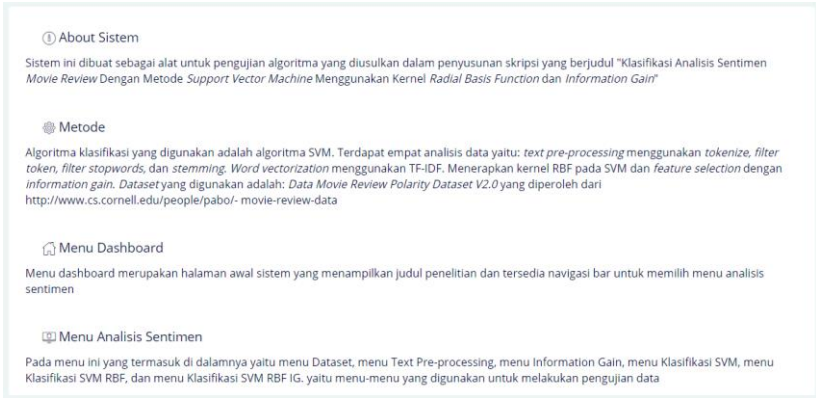 About Sistem
Sistem ini dibuat sebagai alat untuk pengujian algoritma yang diusulkan dalam penyusunan skripsi yang berjudul "Klasifikasi Analisis Sentimen
Movie Review Dengan Metode Support Vector Machine Menggunakan Kernel Radial Basis Function dan Information Gain"
Metode
Algoritma klasifikasi yang digunakan adalah algoritma SVM. Terdapat empat analisis data yaitu: text pre-processing menggunakan tokenize, filter
token, filter stopwords, dan stemming. Word vectorization menggunakan TF-IDF. Menerapkan kernel RBF pada SVM dan feature selection dengan
information gain. Dataset yang digunakan adalah: Data Movie Review Polarity Dataset V2.0 yang diperoleh dari
http://www.cs.cornell.edu/people/pabo/- movie-review-data
Menu Dashboard
Menu dashboard merupakan halaman awal sistem yang menampilkan judul penelitian dan tersedia navigasi bar untuk memilih menu analisis
sentimen
Menu Analisis Sentimen
Pada menu ini yang termasuk di dalamnya yaitu menu Dataset, menu Text Pre-processing, menu Information Gain, menu Klasifikasi SVM, menu
Klasifikasi SVM RBF, dan menu Klasifikasi SVM RBF IG. yaitu menu-menu yang digunakan untuk melakukan pengujian data